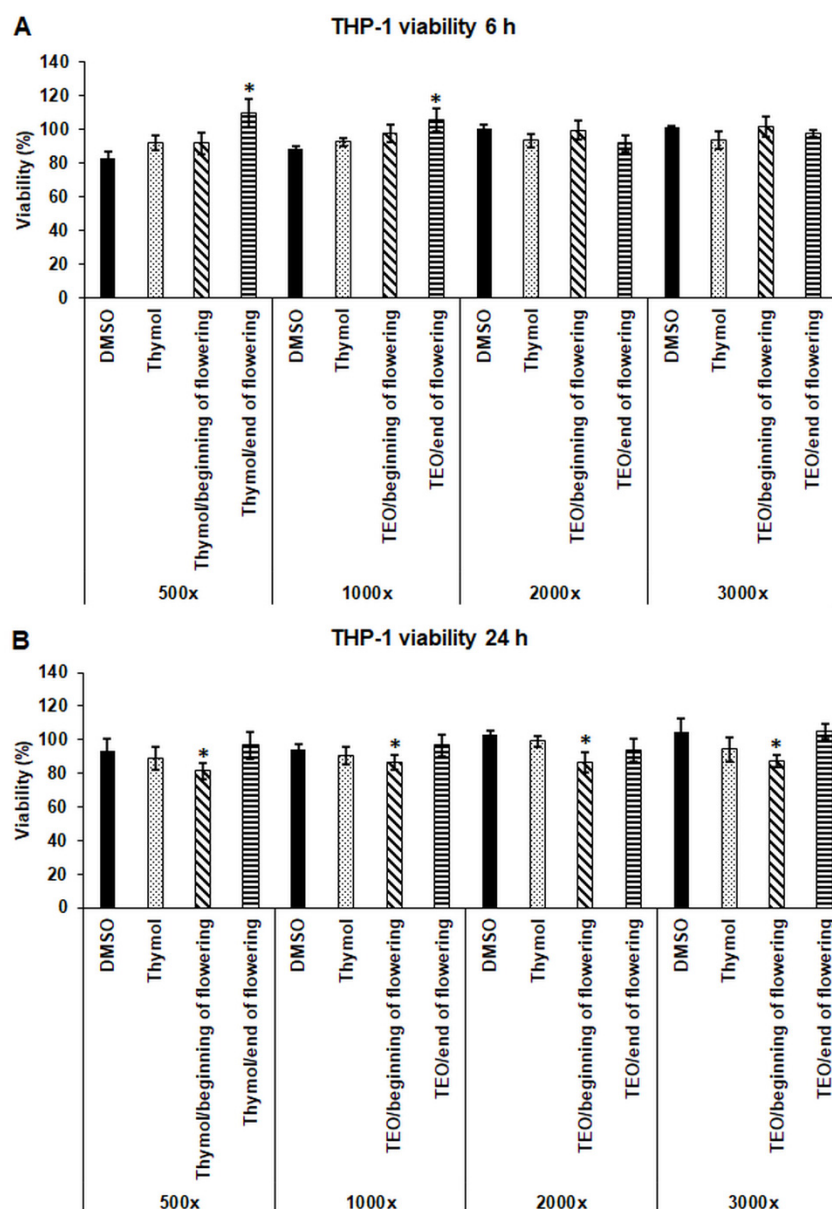 A
THP-1 viability 6 h
Viability (%)
140
120
100
80
60
40
20
0
*
*
DMSO
Thymol
Thymol/beginning of flowering
Thymol/end of flowering
DMSO
Thymol
TEO/beginning of flowering
TEO/end of flowering
DMSO
Thymol
TEO/beginning of flowering
TEO/end of flowering
DMSO
Thymol
TEO/beginning of flowering
TEO/end of flowering
500x
1000x
2000x
3000x
B
THP-1 viability 24 h
Viability (%)
140
120
100
80
60
40
20
0
*
*
*
*
DMSO
Thymol
Thymol/beginning of flowering
Thymol/end of flowering
DMSO
Thymol
TEO/beginning of flowering
TEO/end of flowering
DMSO
Thymol
TEO/beginning of flowering
TEO/end of flowering
DMSO
Thymol
TEO/beginning of flowering
TEO/end of flowering
500x
1000x
2000x
3000x